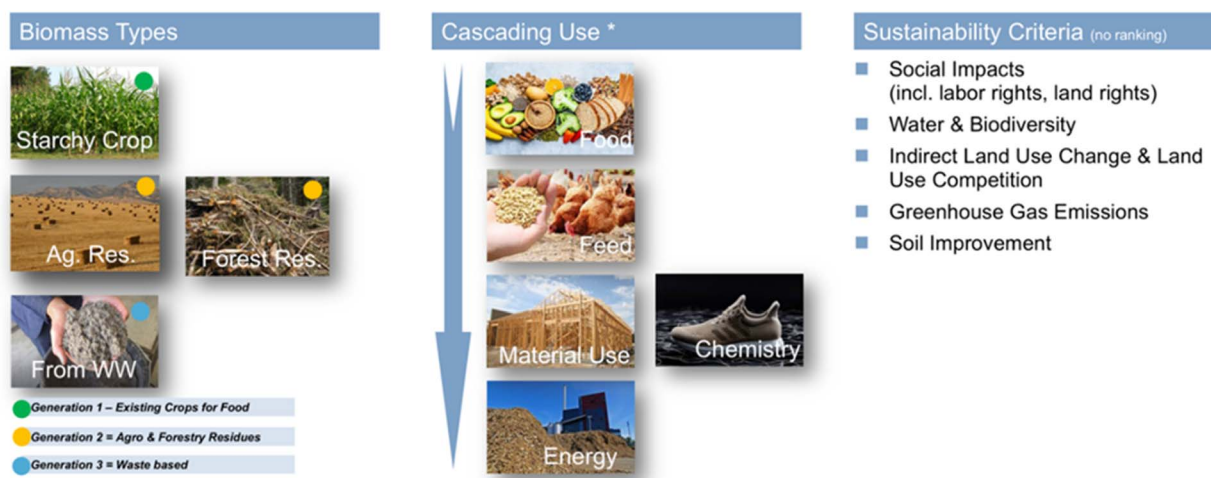 Biomass Types
Starchy Crop
Ag. Res.
Forest Res.
From WW
Generation 1 – Existing Crops for Food
Generation 2 = Agro & Forestry Residues
Generation 3 = Waste based
Cascading Use *
Food
Feed
Material Use
Chemistry
Energy
Sustainability Criteria (no ranking)
Social Impacts
(incl. labor rights, land rights)
Water & Biodiversity
Indirect Land Use Change & Land
Use Competition
Greenhouse Gas Emissions
Soil Improvement